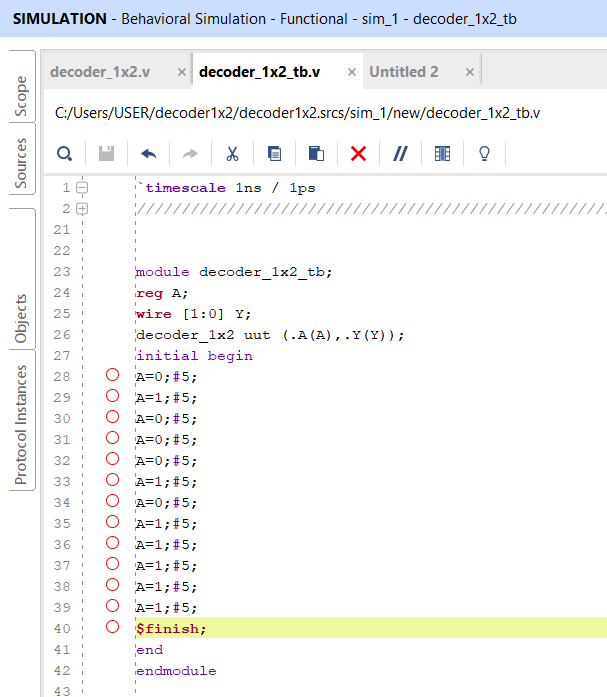 SIMULATION - Behavioral Simulation - Functional - sim_1 - decoder_1x2_tb
Scope
Sources
Objects
Protocol Instances
decoder_1x2.v × decoder_1x2_tb.v × Untitled 2 ×
C:/Users/USER/decoder1x2/decoder1x2.srcs/sim_1/new/decoder_1x2_tb.v
1 `timescale 1ns / 1ps
2 ////////////////////////////////////////////////////
21
22
23 module decoder_1x2_tb;
24 reg A;
25 wire [1:0] Y;
26 decoder_1x2 uut (.A(A),.Y(Y));
27 initial begin
28 A=0;#5;
29 A=1;#5;
30 A=0;#5;
31 A=0;#5;
32 A=0;#5;
33 A=1;#5;
34 A=0;#5;
35 A=1;#5;
36 A=1;#5;
37 A=1;#5;
38 A=1;#5;
39 A=1;#5;
40 $finish;
41 end
42 endmodule
43